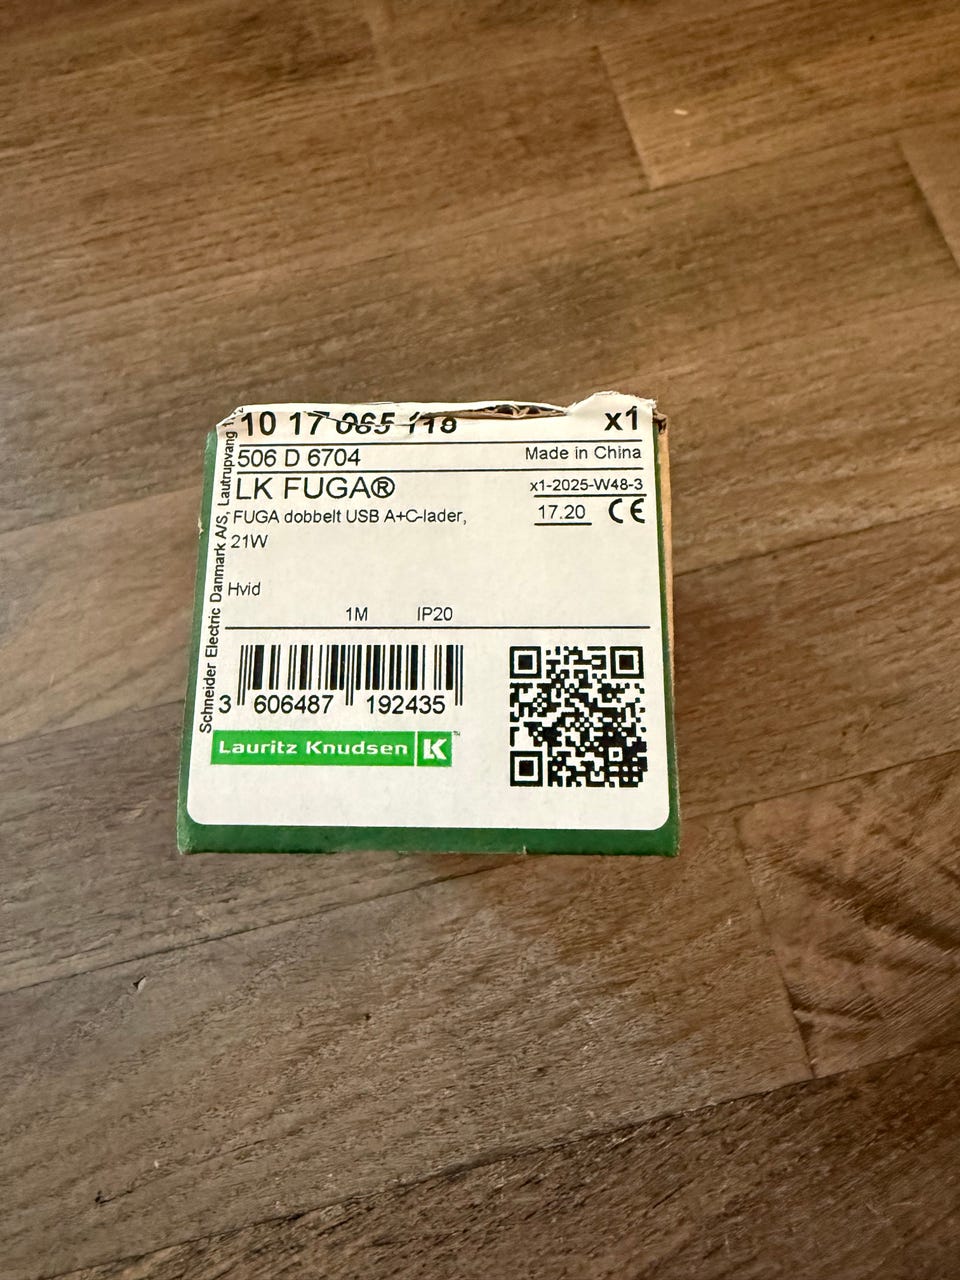 10 17 065 118
x1
506 D 6704
Made in China
LK FUGA®
x1-2025-W48-3
FUGA dobbelt USB A+C-lader,
17.20 CE
21W
Hvid
1M IP20
3 606487 192435
Lauritz Knudsen LK™
Schneider Electric Danmark A/S, Lautrupvang